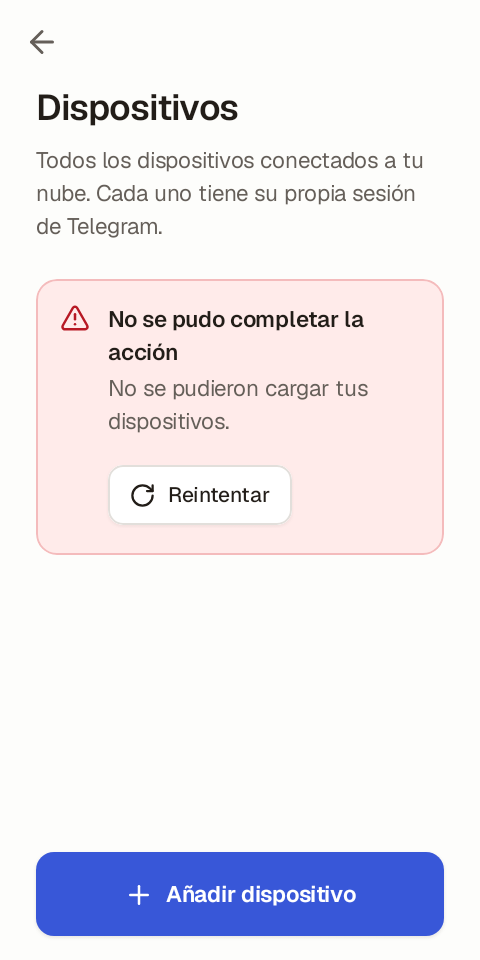 Dispositivos
Todos los dispositivos conectados a tu
nube. Cada uno tiene su propia sesión
de Telegram.
No se pudo completar la
acción
No se pudieron cargar tus
dispositivos.
Reintentar
Añadir dispositivo